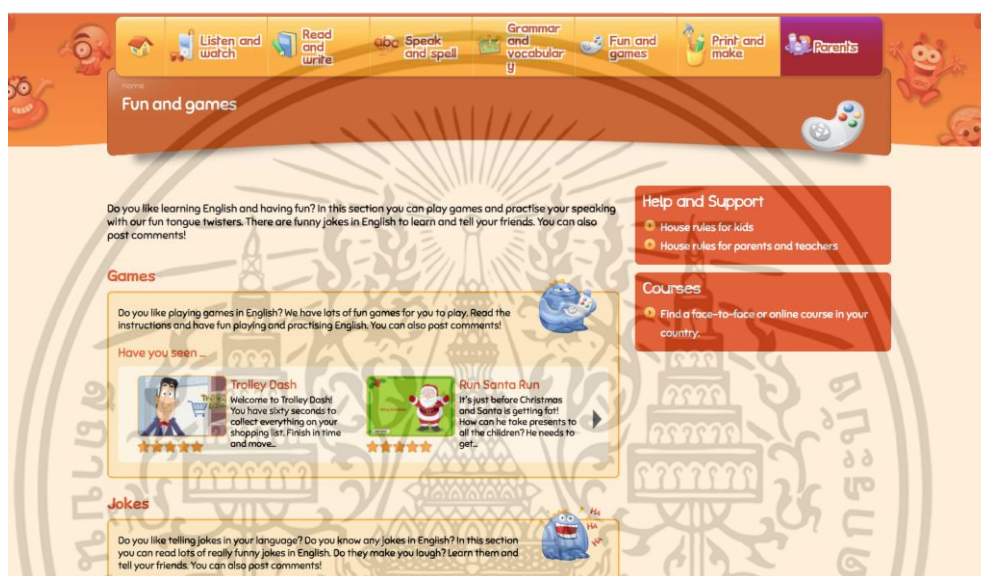 Listen and
watch
Read
and
write
abc Speak
and spell
Grammar
and
vocabular
y
Fun and
games
Print and
make
Parents
Home
Fun and games
Do you like learning English and having fun? In this section you can play games and practise your speaking
with our fun tongue twisters. There are funny jokes in English to learn and tell your friends. You can also
post comments!
Help and Support
House rules for kids
House rules for parents and teachers
Courses
Find a face-to-face or online course in your
country.
Games
Do you like playing games in English? We have lots of fun games for you to play. Read the
instructions and have fun playing and practising English. You can also post comments!
Have you seen ...
Trolley Dash
Welcome to Trolley Dash!
You have sixty seconds to
collect everything on your
shopping list. Finish in time
and move...
Run Santa Run
It's just before Christmas
and Santa is getting fat!
How can he take presents to
all the children? He needs to
get...
Jokes
HA
HA
HA
Do you like telling jokes in your language? Do you know any jokes in English? In this section
you can read lots of really funny jokes in English. Do they make you laugh? Learn them and
tell your friends. You can also post comments!